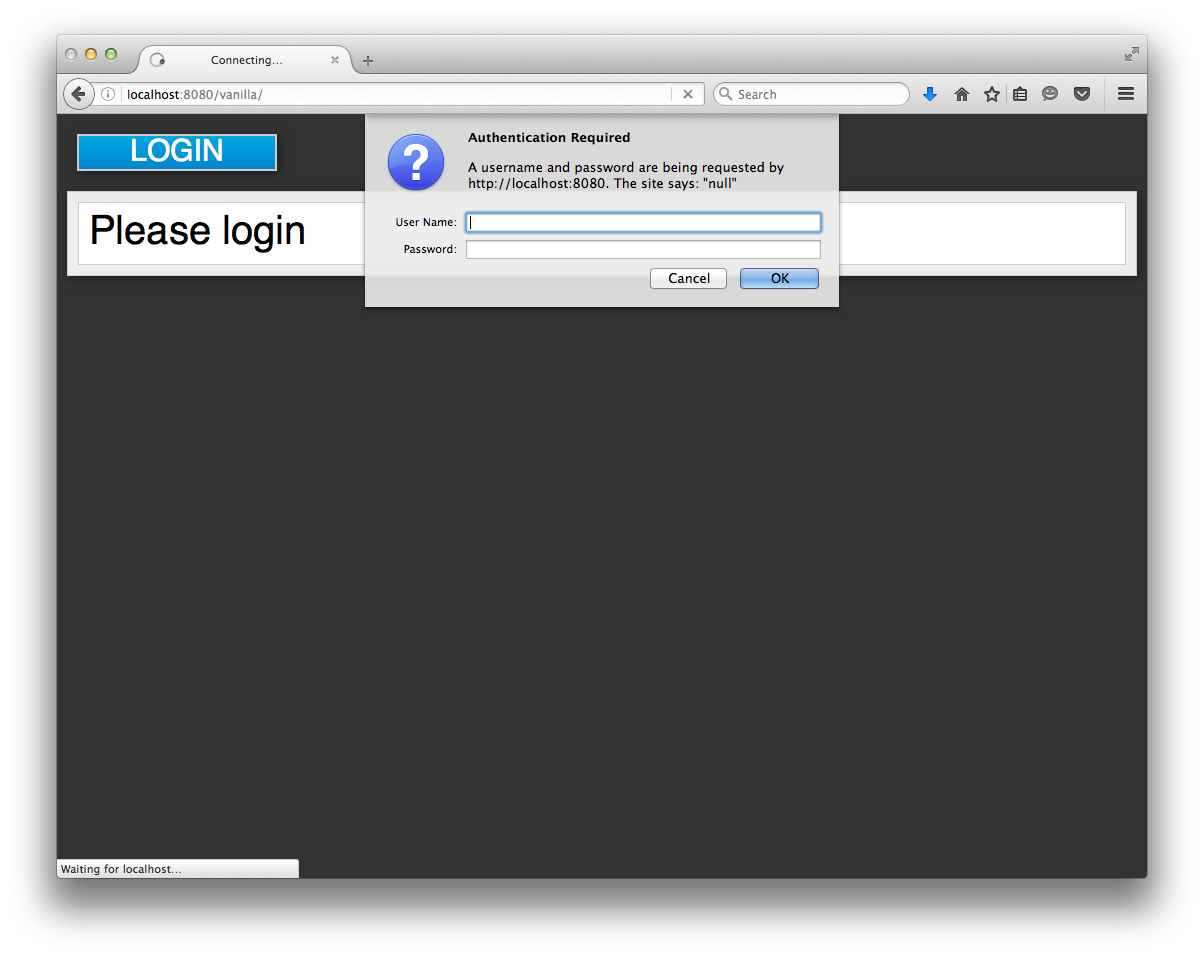 Connecting...
localhost:8080/vanilla/
Search
LOGIN
Please login
Authentication Required
A username and password are being requested by
http://localhost:8080. The site says: "null"
User Name:
Password:
Cancel
OK
Waiting for localhost...